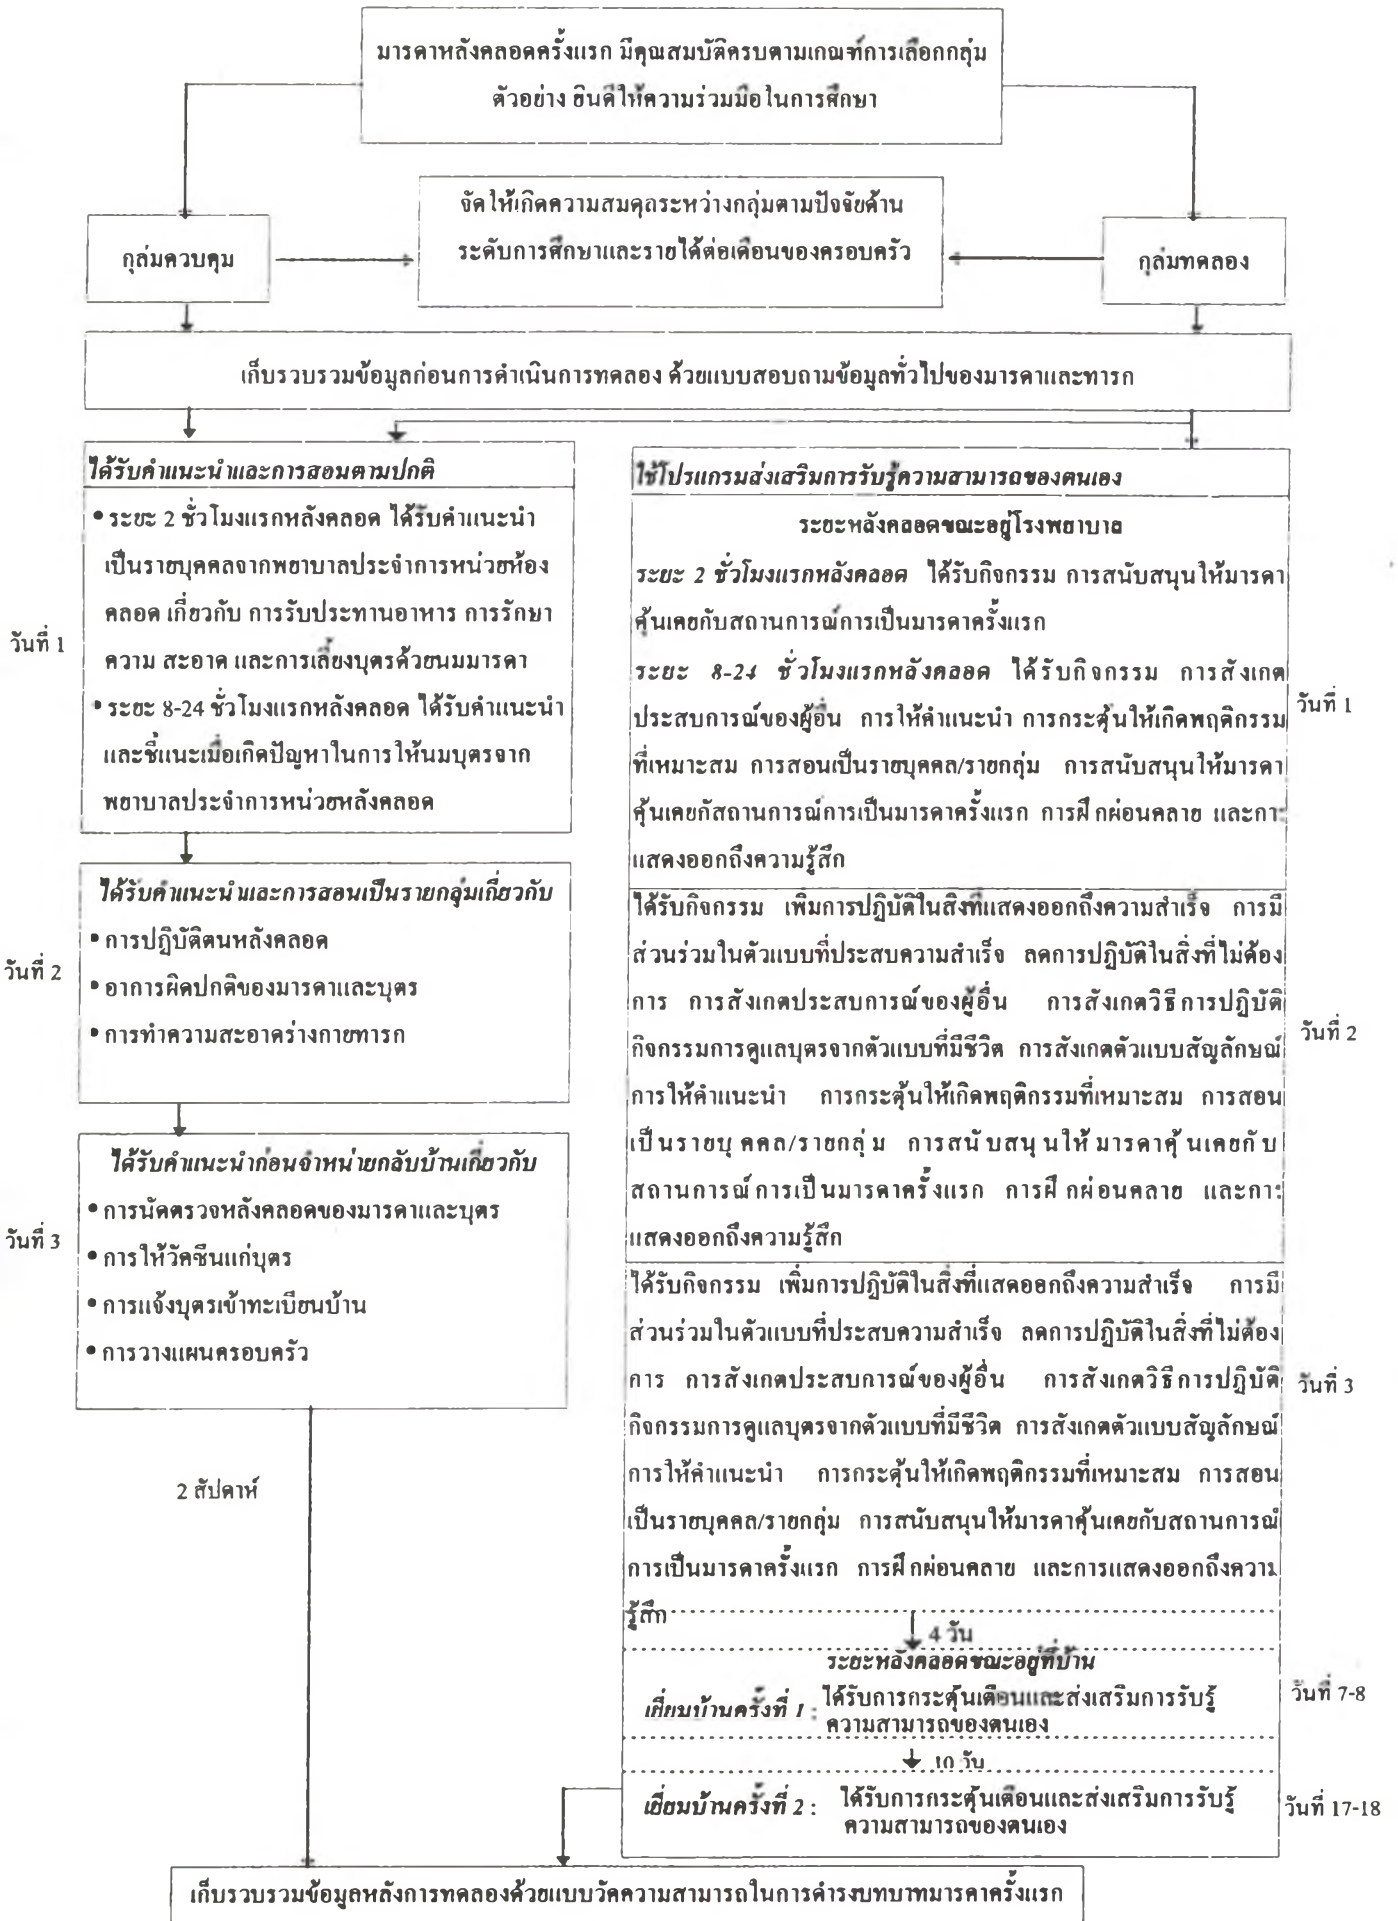 มารดาหลังคลอดครั้งแรก มีคุณสมบัติครบตามเกณฑ์การเลือกกลุ่ม
ตัวอย่าง ยินดีให้ความร่วมมือในการศึกษา
จัดให้เกิดความสมดุลระหว่างกลุ่มตามปัจจัยด้าน
ระดับการศึกษาและรายได้ต่อเดือนของครอบครัว
กลุ่มควบคุม
กลุ่มทดลอง
เก็บรวบรวมข้อมูลก่อนการดำเนินการทดลอง ด้วยแบบสอบถามข้อมูลทั่วไปของมารดาและทารก
ได้รับคำแนะนำและการสอนตามปกติ
• ระยะ 2 ชั่วโมงแรกหลังคลอด ได้รับคำแนะนำ
เป็นรายบุคคลจากพยาบาลประจำการหน่วยห้อง
คลอด เกี่ยวกับ การรับประทานอาหาร การรักษา
ความ สะอาด และการเลี้ยงบุตรด้วยนมมารดา
• ระยะ 8-24 ชั่วโมงแรกหลังคลอด ได้รับคำแนะนำ
และชี้แนะเมื่อเกิดปัญหาในการให้นมบุตรจาก
พยาบาลประจำการหน่วยหลังคลอด
วันที่ 1
ได้รับคำแนะนำและการสอนเป็นรายกลุ่มเกี่ยวกับ
• การปฏิบัติตนหลังคลอด
• อาการผิดปกติของมารดาและบุตร
• การทำความสะอาดร่างกายทารก
วันที่ 2
ได้รับคำแนะนำก่อนจำหน่ายกลับบ้านเกี่ยวกับ
• การนัดตรวจหลังคลอดของมารดาและบุตร
• การให้วัคซีนแก่บุตร
• การแจ้งบุตรเข้าทะเบียนบ้าน
• การวางแผนครอบครัว
วันที่ 3
2 สัปดาห์
ใช้โปรแกรมส่งเสริมการรับรู้ความสามารถของตนเอง
ระยะหลังคลอดขณะอยู่โรงพยาบาล
ระยะ 2 ชั่วโมงแรกหลังคลอด ได้รับกิจกรรม การสนับสนุนให้มารดา
คุ้นเคยกับสถานการณ์การเป็นมารดาครั้งแรก
ระยะ 8-24 ชั่วโมงแรกหลังคลอด ได้รับกิจกรรม การสังเกต
ประสบการณ์ของผู้อื่น การให้คำแนะนำ การกระตุ้นให้เกิดพฤติกรรม
ที่เหมาะสม การสอนเป็นรายบุคคล/รายกลุ่ม การสนับสนุนให้มารดา
คุ้นเคยกัสถานการณ์การเป็นมารดาครั้งแรก การฝึกผ่อนคลาย และกา
แสดงออกถึงความรู้สึก
วันที่ 1
ได้รับกิจกรรม เพิ่มการปฏิบัติในสิ่งที่แสดงออกถึงความสำเร็จ การมี
ส่วนร่วมในตัวแบบที่ประสบความสำเร็จ ลดการปฏิบัติในสิ่งที่ไม่ต้อง
การ การสังเกตประสบการณ์ของผู้อื่น การสังเกตวิธีการปฏิบัติ
กิจกรรมการดูแลบุตรจากตัวแบบที่มีชีวิต การสังเกตตัวแบบสัญลักษณ์
การให้คำแนะนำ การกระตุ้นให้เกิดพฤติกรรมที่เหมาะสม การสอน
เป็นรายบุคคล/รายกลุ่ม การสนับสนุนให้มารดาคุ้นเคยกับ
สถานการณ์การเป็นมารดาครั้งแรก การฝึกผ่อนคลาย และกา
แสดงออกถึงความรู้สึก
วันที่ 2
ได้รับกิจกรรม เพิ่มการปฏิบัติในสิ่งที่แสดออกถึงความสำเร็จ การมี
ส่วนร่วมในตัวแบบที่ประสบความสำเร็จ ลดการปฏิบัติในสิ่งที่ไม่ต้อง
การ การสังเกตประสบการณ์ของผู้อื่น การสังเกตวิธีการปฏิบัติ
กิจกรรมการดูแลบุตรจากตัวแบบที่มีชีวิต การสังเกตตัวแบบสัญลักษณ์
การให้คำแนะนำ การกระตุ้นให้เกิดพฤติกรรมที่เหมาะสม การสอน
เป็นรายบุคคล/รายกลุ่ม การสนับสนุนให้มารดาคุ้นเคยกับสถานการณ์
การเป็นมารดาครั้งแรก การฝึกผ่อนคลาย และการแสดงออกถึงความ
รู้สึก
วันที่ 3
4 วัน
ระยะหลังคลอดขณะอยู่ที่บ้าน
เยี่ยมบ้านครั้งที่ 1 : ได้รับการกระตุ้นเตือนและส่งเสริมการรับรู้
ความสามารถของตนเอง
วันที่ 7-8
10 วัน
เยี่ยมบ้านครั้งที่ 2 : ได้รับการกระตุ้นเตือนและส่งเสริมการรับรู้
ความสามารถของตนเอง
วันที่ 17-18
เก็บรวบรวมข้อมูลหลังการทดลองด้วยแบบวัดความสามารถในการดำรงบทบาทมารดาครั้งแรก